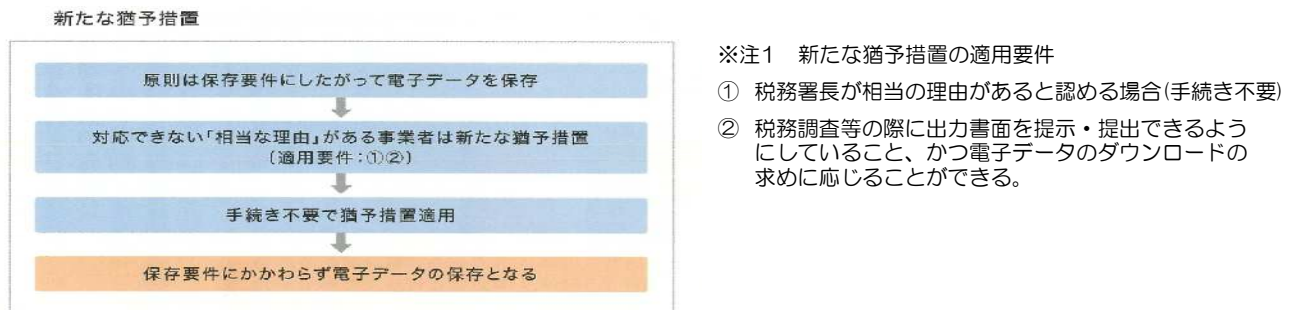 新たな猶予措置
原則は保存要件にしたがって電子データを保存
対応できない「相当な理由」がある事業者は新たな猶予措置
(適用要件:①②)
手続き不要で猶予措置適用
保存要件にかかわらず電子データの保存となる
※注1 新たな猶予措置の適用要件
① 税務署長が相当の理由があると認める場合(手続き不要)
② 税務調査等の際に出力書面を提示・提出できるよう
にしていること、かつ電子データのダウンロードの
求めに応じることができる。